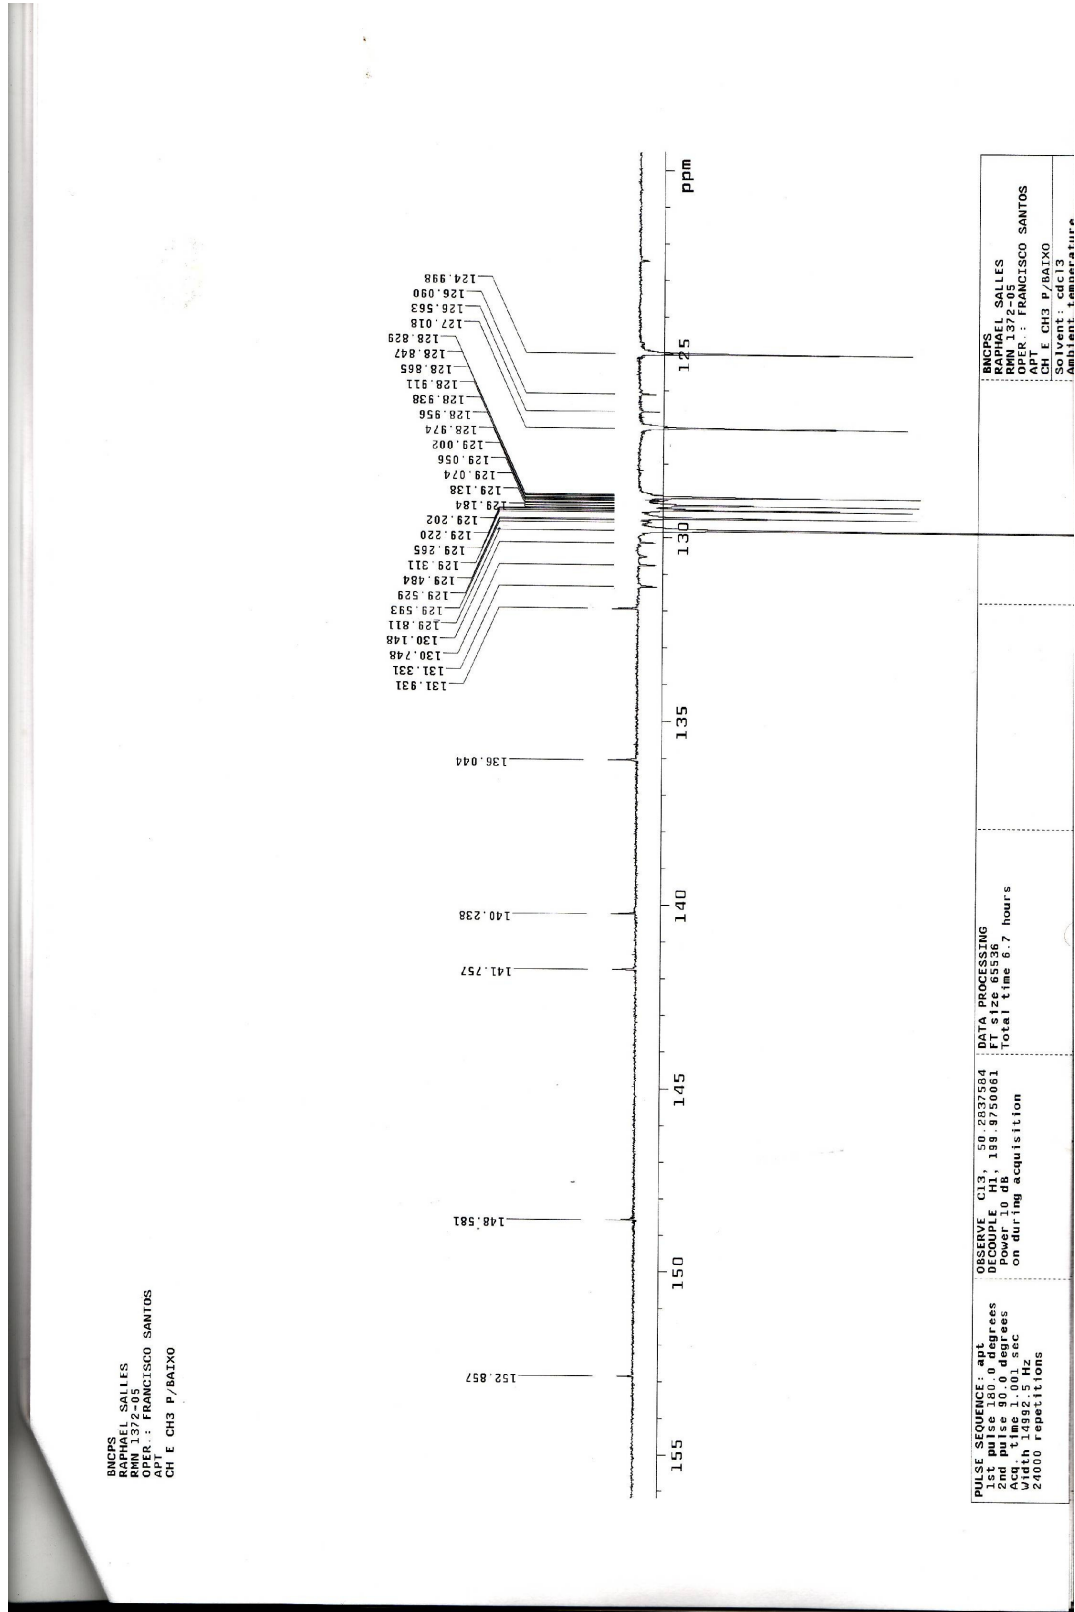 BNCPS
RAPHAEL SALLES
RMN 1372-05
OPER.: FRANCISCO SANTOS
APT
CH E CH3 P/BAIXO
152.857
148.581
141.757
140.238
136.044
131.931
131.331
130.748
130.148
129.811
129.593
129.529
129.484
129.311
129.265
129.220
129.202
129.184
129.138
129.074
129.056
129.002
128.974
128.956
128.938
128.911
128.865
128.847
128.829
127.018
126.563
126.090
124.998
155
150
145
140
135
130
125
ppm
PULSE SEQUENCE: apt
1st pulse 180.0 degrees
2nd pulse 90.0 degrees
Acq. time 1.001 sec
Width 14992.5 Hz
24000 repetitions
OBSERVE C13, 50.2837584
DECOUPLE H1, 199.9750061
Power 10 dB
on during acquisition
DATA PROCESSING
FT size 65536
Total time 6.7 hours
BNCPS
RAPHAEL SALLES
RMN 1372-05
OPER.: FRANCISCO SANTOS
APT
CH E CH3 P/BAIXO
Solvent: cdcl3
Ambient temperature